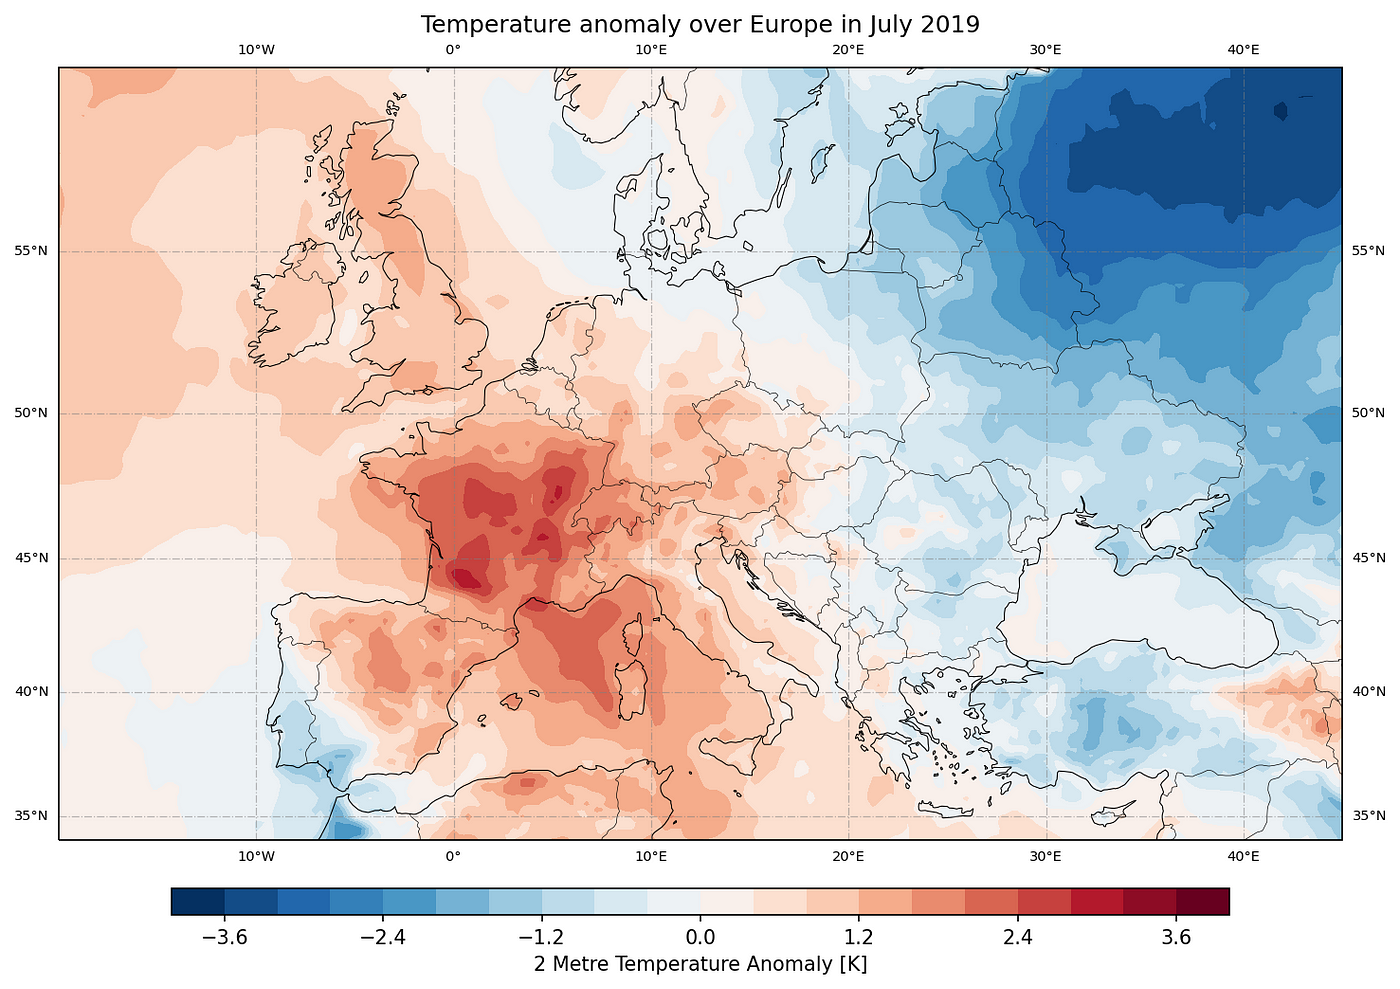 Temperature anomaly over Europe in July 2019
10°W 0° 10°E 20°E 30°E 40°E
55°N 55°N
50°N 50°N
45°N 45°N
40°N 40°N
35°N 35°N
10°W 0° 10°E 20°E 30°E 40°E
−3.6 −2.4 −1.2 0.0 1.2 2.4 3.6
2 Metre Temperature Anomaly [K]